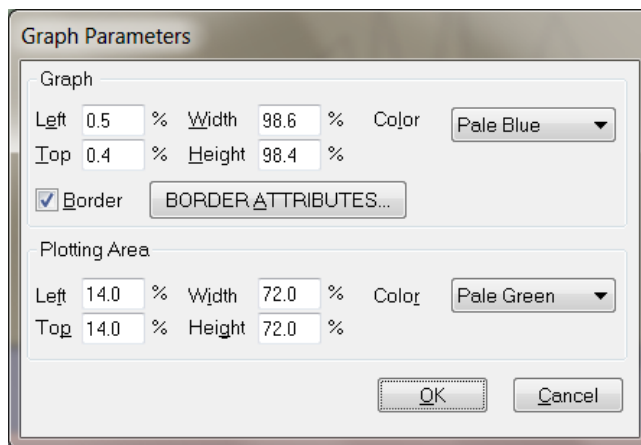 Graph Parameters
Graph
Left 0.5 % Width 98.6 % Color Pale Blue
Top 0.4 % Height 98.4 %
Border BORDER ATTRIBUTES...
Plotting Area
Left 14.0 % Width 72.0 % Color Pale Green
Top 14.0 % Height 72.0 %
OK Cancel